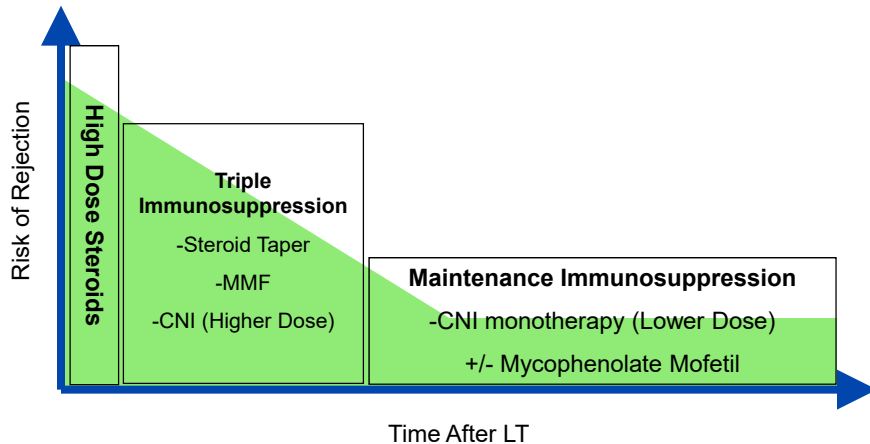 Risk of Rejection
High Dose Steroids
Triple
Immunosuppression
-Steroid Taper
-MMF
-CNI (Higher Dose)
Maintenance Immunosuppression
-CNI monotherapy (Lower Dose)
+/- Mycophenolate Mofetil
Time After LT